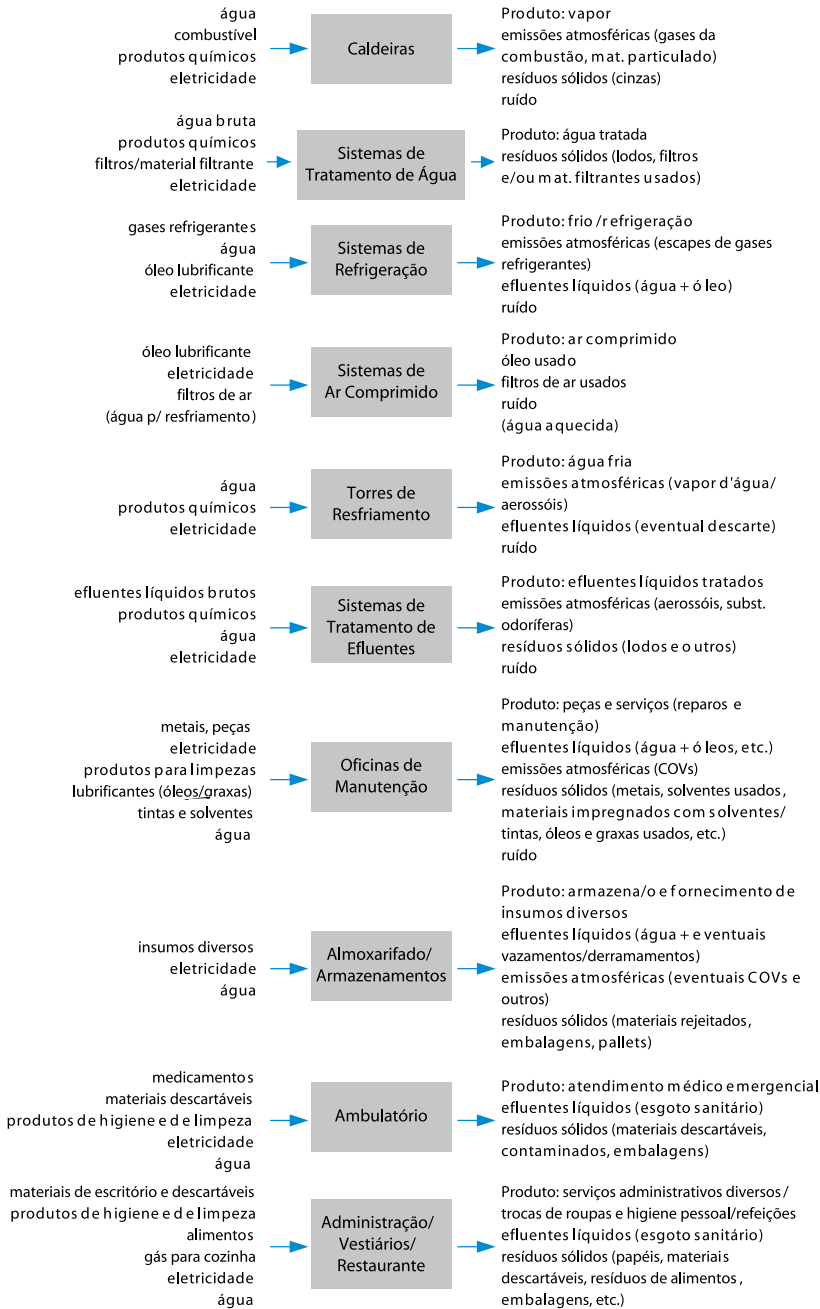 água
combustível
produtos químicos
eletricidade
Caldeiras
Produto: vapor
emissões atmosféricas (gases da
combustão, mat. particulado)
resíduos sólidos (cinzas)
ruído
água bruta
produtos químicos
filtros/material filtrante
eletricidade
Sistemas de
Tratamento de Água
Produto: água tratada
resíduos sólidos (lodos, filtros
e/ou mat. filtrantes usados)
gases refrigerantes
água
óleo lubrificante
eletricidade
Sistemas de
Refrigeração
Produto: frio /refrigeração
emissões atmosféricas (escapes de gases
refrigerantes)
efluentes líquidos (água + óleo)
ruído
óleo lubrificante
eletricidade
filtros de ar
(água p/ resfriamento)
Sistemas de
Ar Comprimido
Produto: ar comprimido
óleo usado
filtros de ar usados
ruído
(água aquecida)
água
produtos químicos
eletricidade
Torres de
Resfriamento
Produto: água fria
emissões atmosféricas (vapor d'água/
aerossóis)
efluentes líquidos (eventual descarte)
ruído
efluentes líquidos brutos
produtos químicos
água
eletricidade
Sistemas de
Tratamento de
Efluentes
Produto: efluentes líquidos tratados
emissões atmosféricas (aerossóis, subst.
odoríferas)
resíduos sólidos (lodos e outros)
ruído
metais, peças
eletricidade
produtos para limpezas
lubrificantes (óleos/graxas)
tintas e solventes
água
Oficinas de
Manutenção
Produto: peças e serviços (reparos e
manutenção)
efluentes líquidos (água + óleos, etc.)
emissões atmosféricas (COVs)
resíduos sólidos (metais, solventes usados,
materiais impregnados com solventes/
tintas, óleos e graxas usados, etc.)
ruído
insumos diversos
eletricidade
água
Almoxarifado/
Armazenamentos
Produto: armazena/o e fornecimento de
insumos diversos
efluentes líquidos (água + eventuais
vazamentos/derramamentos)
emissões atmosféricas (eventuais COVs e
outros)
resíduos sólidos (materiais rejeitados,
embalagens, pallets)
medicamentos
materiais descartáveis
produtos de higiene e de limpeza
eletricidade
água
Ambulatório
Produto: atendimento médico emergencial
efluentes líquidos (esgoto sanitário)
resíduos sólidos (materiais descartáveis,
contaminados, embalagens)
materiais de escritório e descartáveis
produtos de higiene e de limpeza
alimentos
gás para cozinha
eletricidade
água
Administração/
Vestiários/
Restaurante
Produto: serviços administrativos diversos/
trocas de roupas e higiene pessoal/refeições
efluentes líquidos (esgoto sanitário)
resíduos sólidos (papéis, materiais
descartáveis, resíduos de alimentos,
embalagens, etc.)